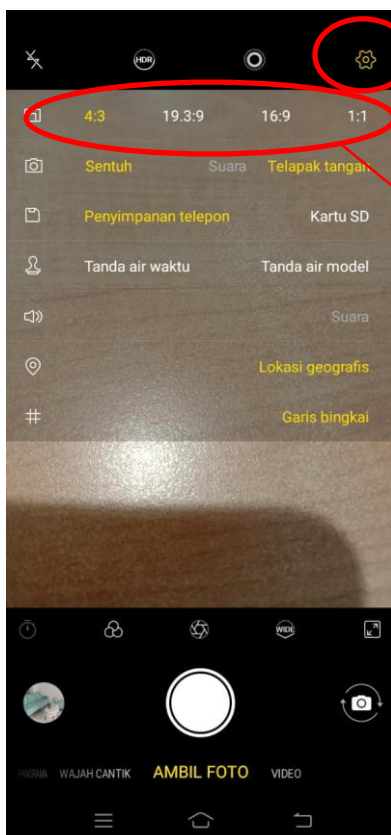 HDR
4:3 19.3:9 16:9 1:1
Sentuh Suara Telapak tangan
Penyimpanan telepon Kartu SD
Tanda air waktu Tanda air model
Suara
Lokasi geografis
Garis bingkai
WIDE
PANORAMA WAJAH CANTIK AMBIL FOTO VIDEO